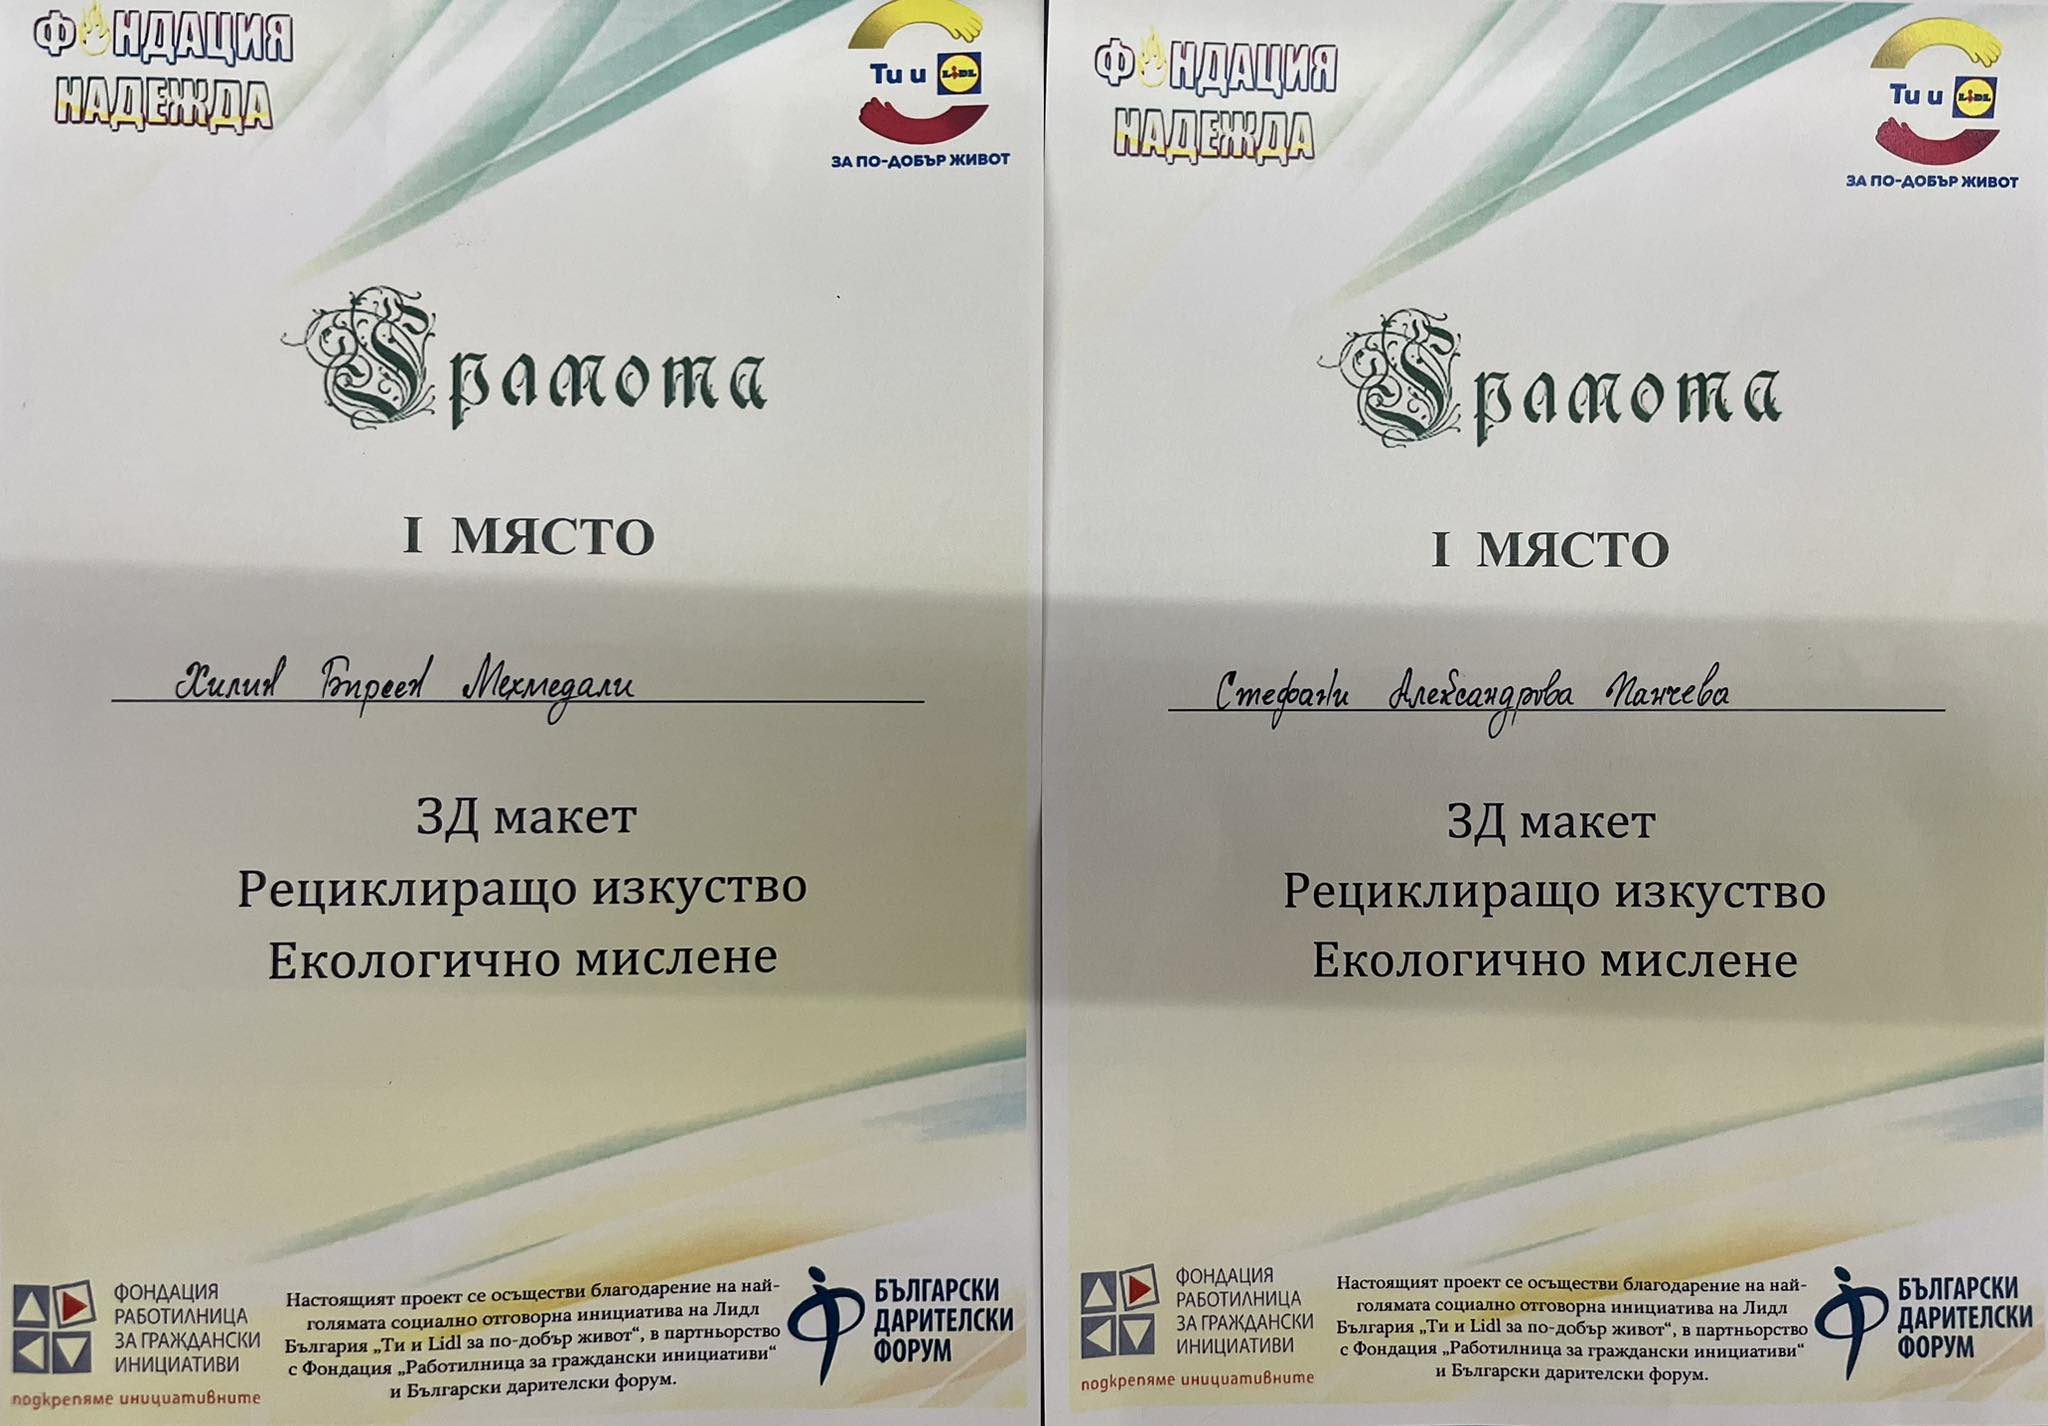 ФОНДАЦИЯ
НАДЕЖДА
Ти и LIDL
ЗА ПО-ДОБЪР ЖИВОТ
Грамота
I МЯСТО
Хилин Бирсен Мехмедали
3Д макет
Рециклиращо изкуство
Екологично мислене
ФОНДАЦИЯ
РАБОТИЛНИЦА
ЗА ГРАЖДАНСКИ
ИНИЦИАТИВИ
подкрепяме инициативните
Настоящият проект се осъществи благодарение на най-
голямата социално отговорна инициатива на Лидл
България „Ти и Lidl за по-добър живот“, в партньорство
с Фондация „Работилница за граждански инициативи“
и Български дарителски форум.
БЪЛГАРСКИ
ДАРИТЕЛСКИ
ФОРУМ
ФОНДАЦИЯ
НАДЕЖДА
Ти и LIDL
ЗА ПО-ДОБЪР ЖИВОТ
Грамота
I МЯСТО
Стефани Александрова Панчева
3Д макет
Рециклиращо изкуство
Екологично мислене
ФОНДАЦИЯ
РАБОТИЛНИЦА
ЗА ГРАЖДАНСКИ
ИНИЦИАТИВИ
подкрепяме инициативните
Настоящият проект се осъществи благодарение на най-
голямата социално отговорна инициатива на Лидл
България „Ти и Lidl за по-добър живот“, в партньорство
с Фондация „Работилница за граждански инициативи“
и Български дарителски форум.
БЪЛГАРСКИ
ДАРИТЕЛСКИ
ФОРУМ